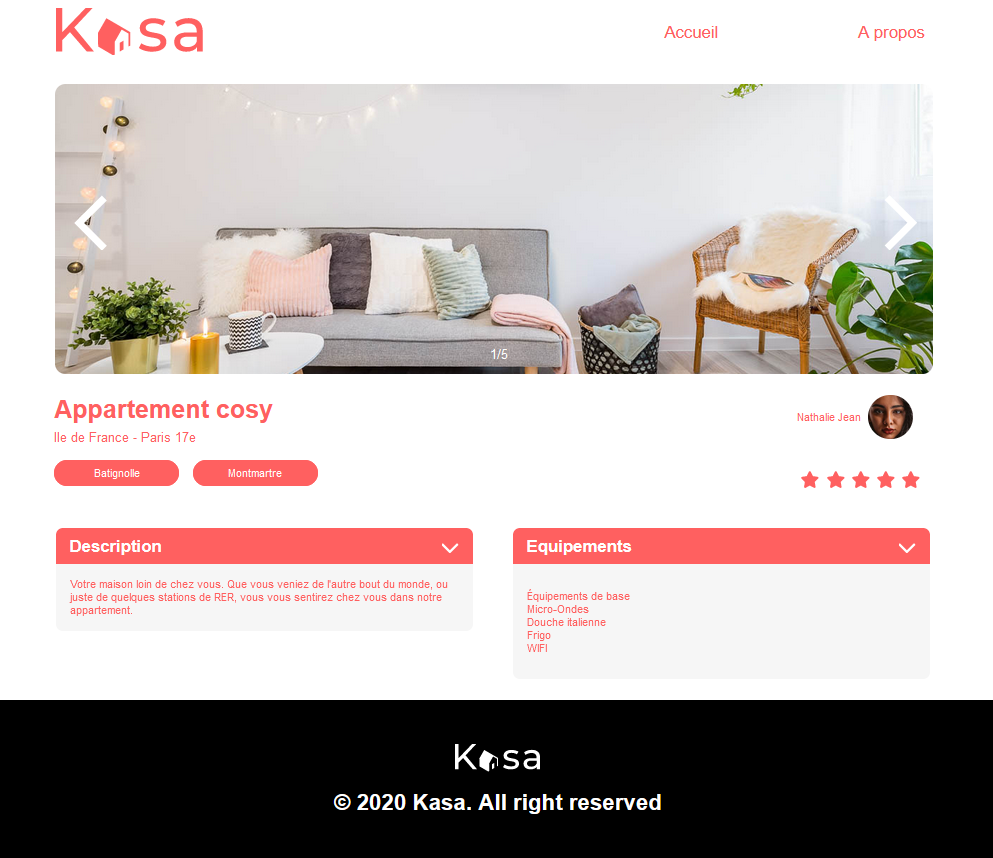 Kasa
Accueil
A propos
1/5
Appartement cosy
Ile de France - Paris 17e
Nathalie Jean
Batignolle
Montmartre
Description
Votre maison loin de chez vous. Que vous veniez de l'autre bout du monde, ou
juste de quelques stations de RER, vous vous sentirez chez vous dans notre
appartement.
Equipements
Équipements de base
Micro-Ondes
Douche italienne
Frigo
WIFI
Kasa
© 2020 Kasa. All right reserved